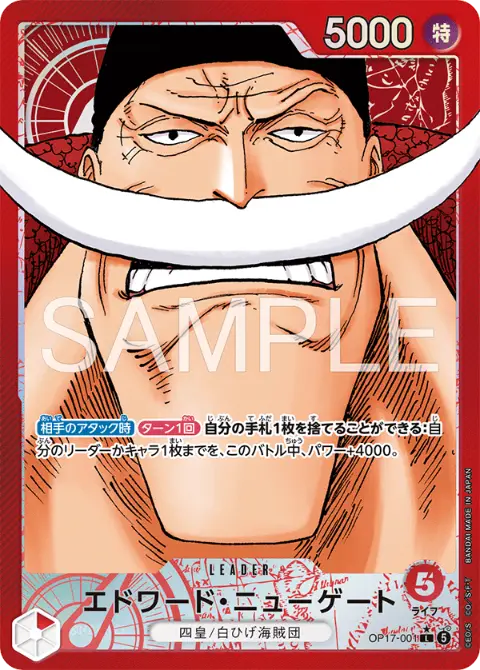 5000 特
SAMPLE
相手のアタック時 ターン1回 自分の手札1枚を捨てることができる:自
分のリーダーかキャラ1枚までを、このバトル中、パワー+4000。
LEADER
5
エドワード・ニューゲート
ライフ
四皇/白ひげ海賊団
OP17-001 L 5
BANDAI MADE IN JAPAN